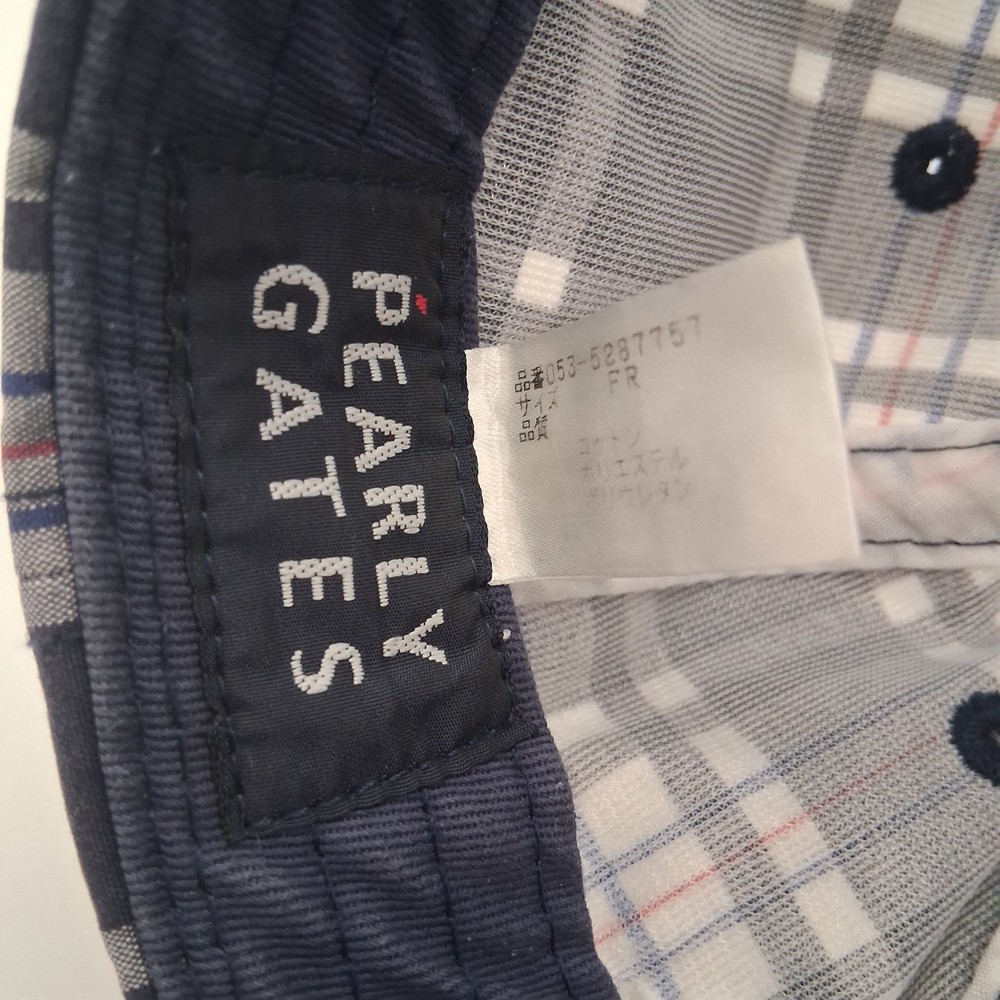 PEARLY
GATES
品番053-5287757
サイズ FR
品質
コットン
ポリエステル
ポリウレタン